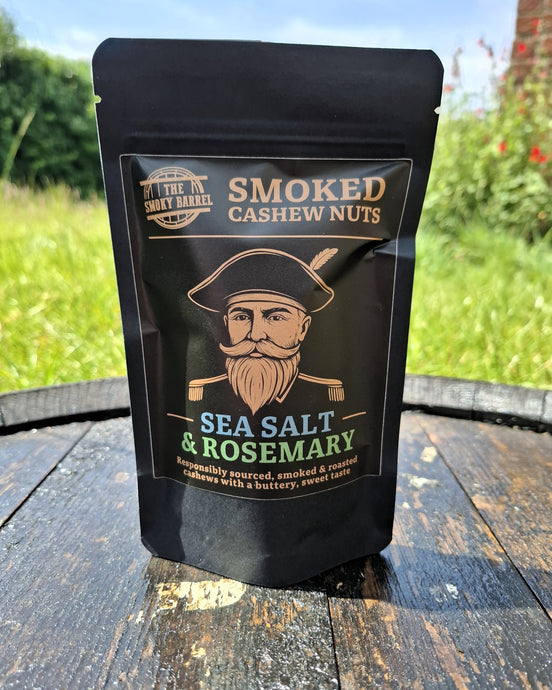 THE
SMOKY BARREL
SMOKED
CASHEW NUTS
SEA SALT
& ROSEMARY
Responsibly sourced, smoked & roasted
cashews with a buttery, sweet taste